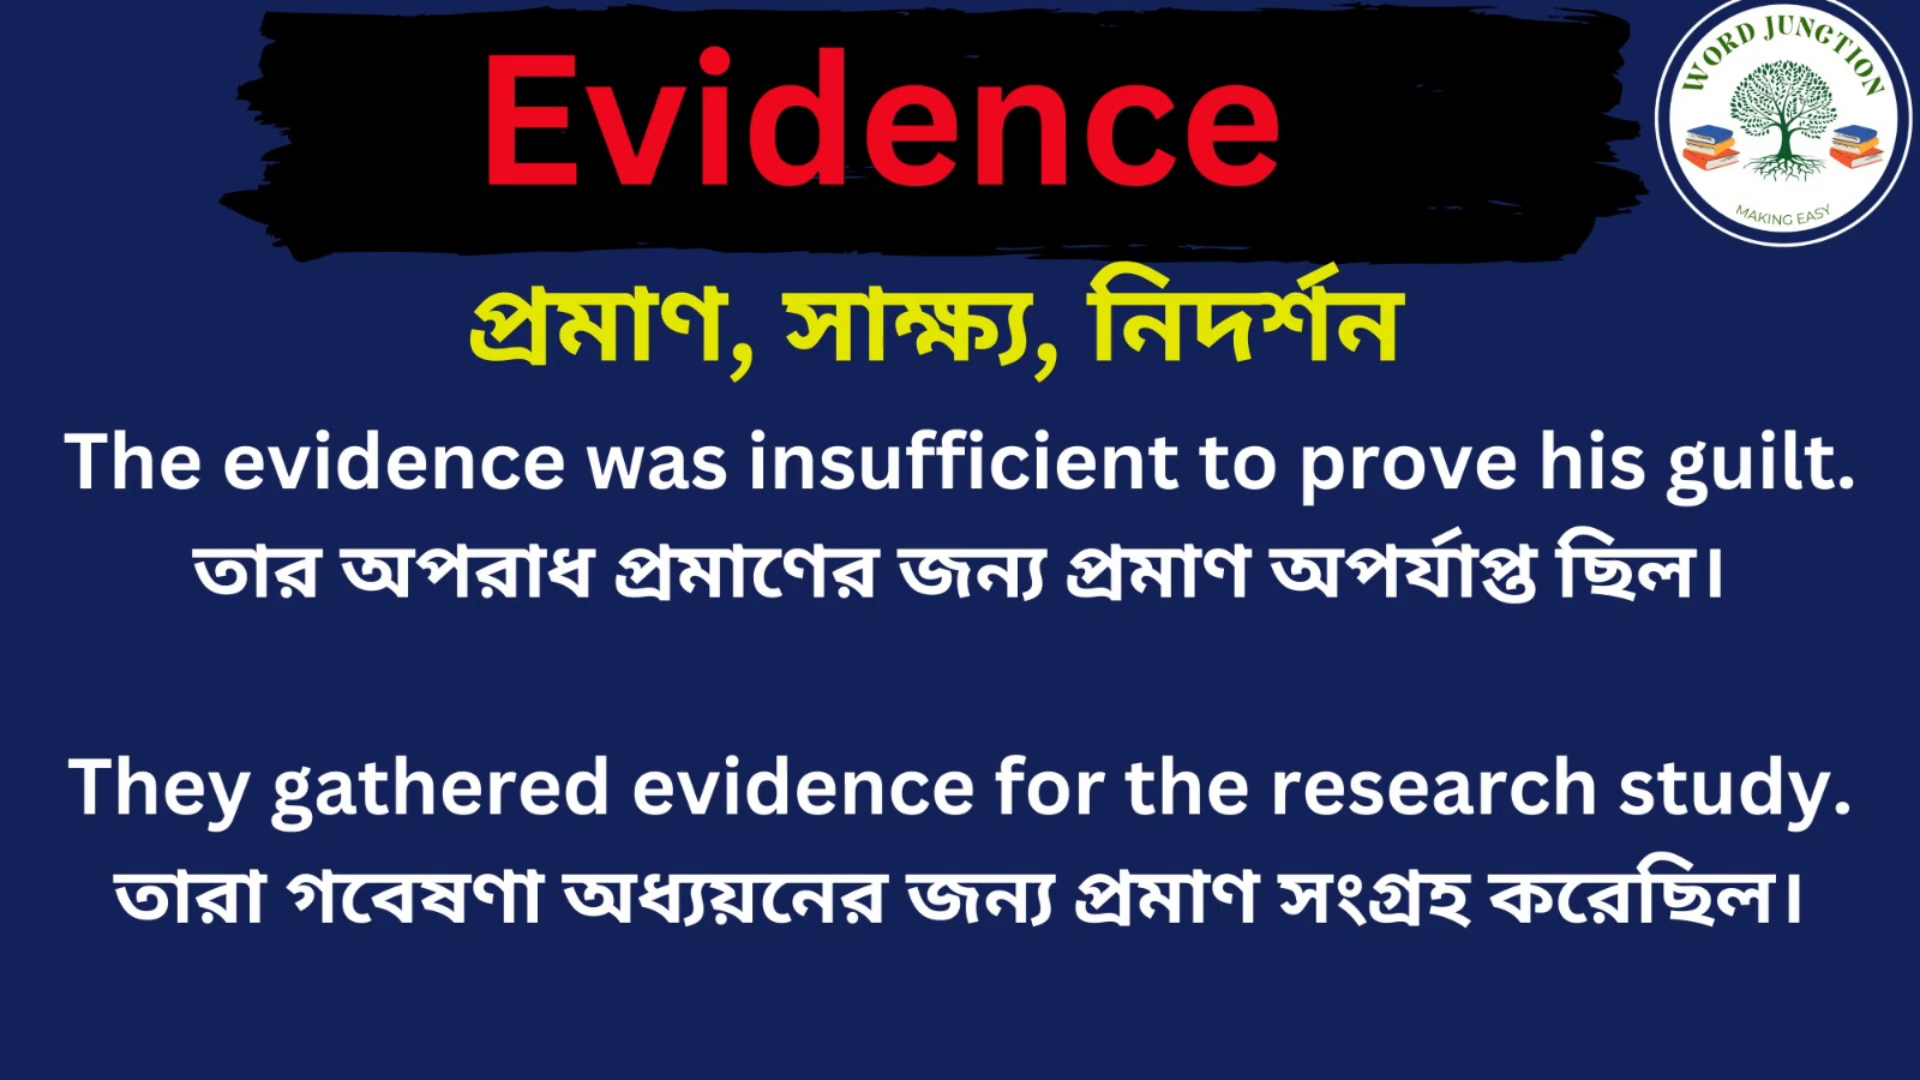 Evidence
WORD JUNCTION
MAKING EASY
প্রমাণ, সাক্ষ্য, নিদর্শন
The evidence was insufficient to prove his guilt.
তার অপরাধ প্রমাণের জন্য প্রমাণ অপর্যাপ্ত ছিল।
They gathered evidence for the research study.
তারা গবেষণা অধ্যয়নের জন্য প্রমাণ সংগ্রহ করেছিল।